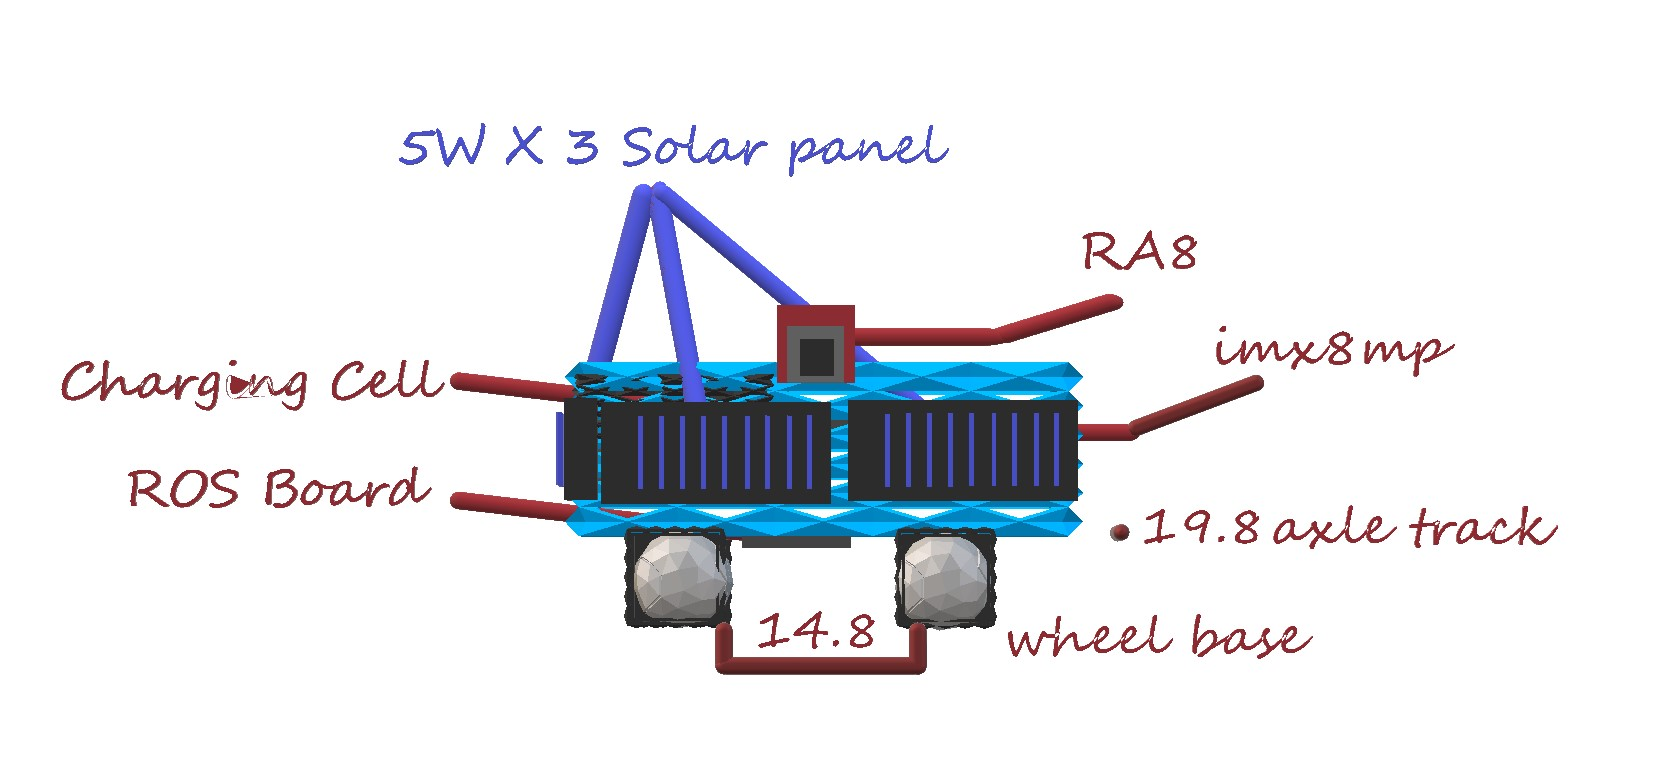 5W X 3 Solar panel
RA8
imx8mp
Charging Cell
ROS Board
19.8 axle track
14.8
wheel base